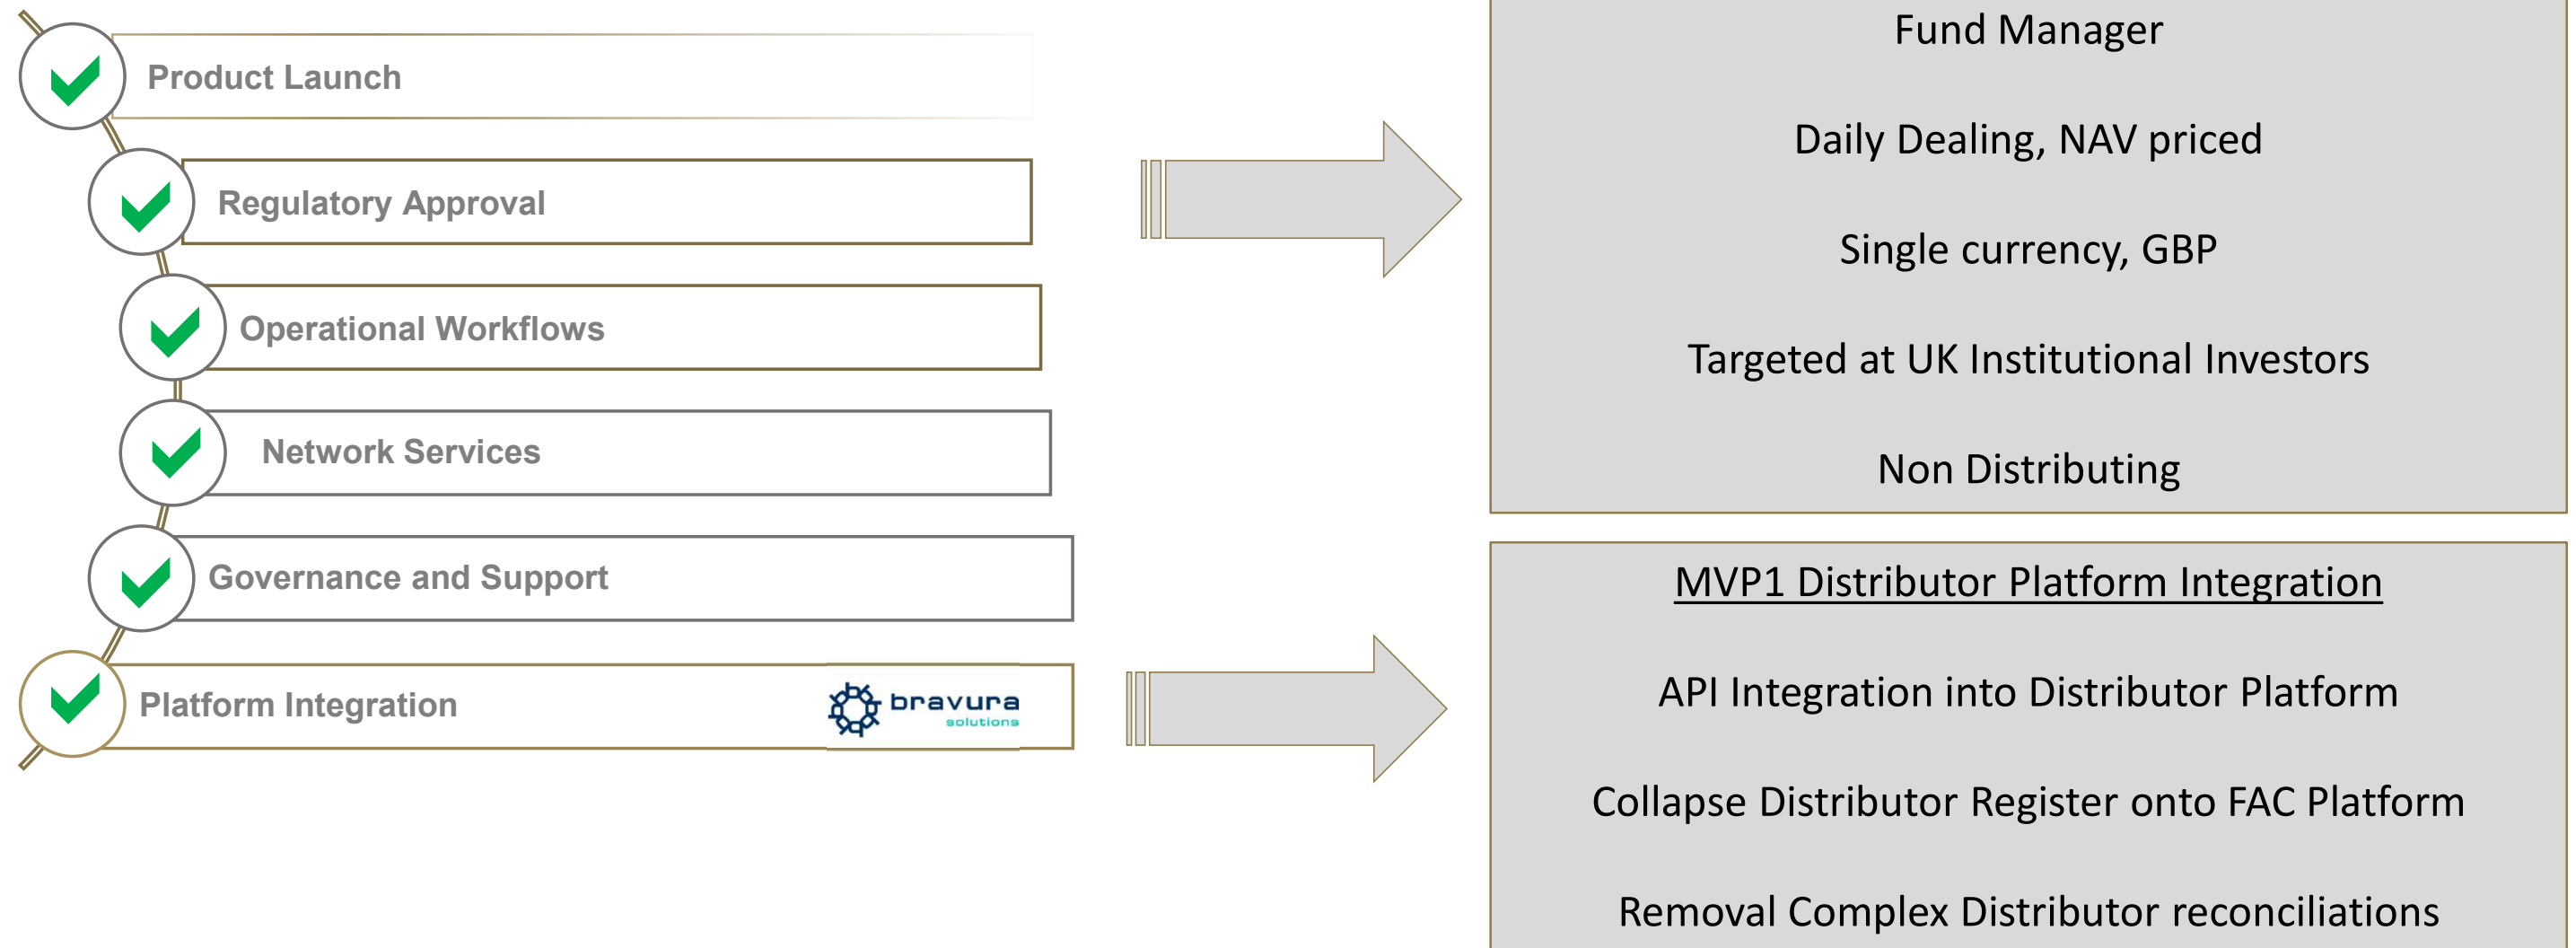 Product Launch
Regulatory Approval
Operational Workflows
Network Services
Governance and Support
Platform Integration
bravura
solutions
Fund Manager
Daily Dealing, NAV priced
Single currency, GBP
Targeted at UK Institutional Investors
Non Distributing
MVP1 Distributor Platform Integration
API Integration into Distributor Platform
Collapse Distributor Register onto FAC Platform
Removal Complex Distributor reconciliations